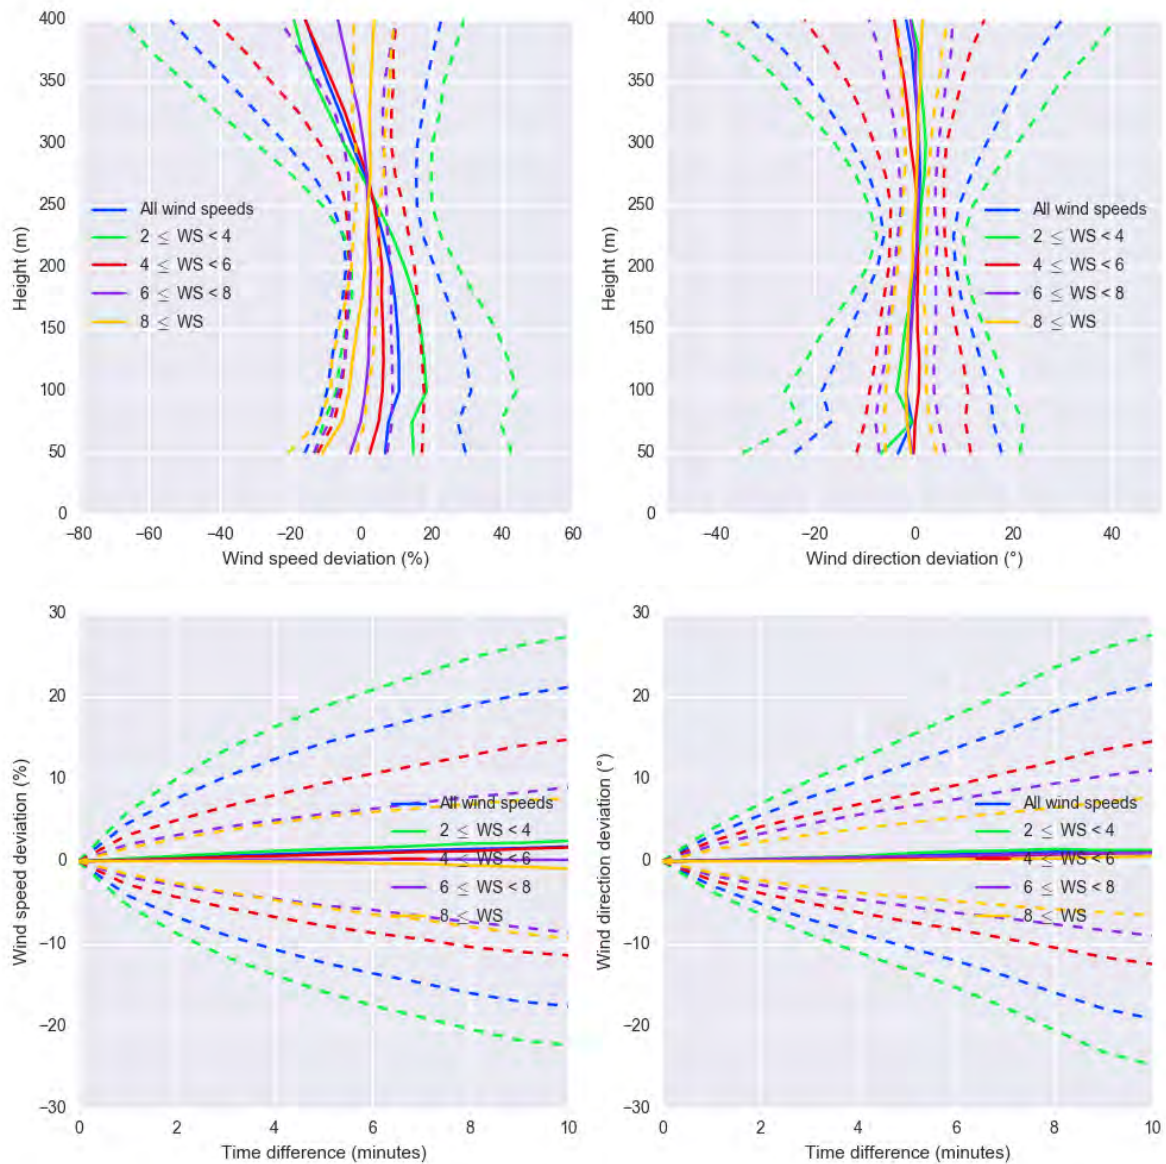 400
350
300
250
200
150
100
50
0
Height (m)
All wind speeds
2 ≤ WS < 4
4 ≤ WS < 6
6 ≤ WS < 8
8 ≤ WS
−80 −60 −40 −20 0 20 40 60
Wind speed deviation (%)
400
350
300
250
200
150
100
50
0
Height (m)
All wind speeds
2 ≤ WS < 4
4 ≤ WS < 6
6 ≤ WS < 8
8 ≤ WS
−40 −20 0 20 40
Wind direction deviation (°)
30
20
10
0
−10
−20
−30
Wind speed deviation (%)
All wind speeds
2 ≤ WS < 4
4 ≤ WS < 6
6 ≤ WS < 8
8 ≤ WS
0 2 4 6 8 10
Time difference (minutes)
30
20
10
0
−10
−20
−30
Wind direction deviation (°)
All wind speeds
2 ≤ WS < 4
4 ≤ WS < 6
6 ≤ WS < 8
8 ≤ WS
0 2 4 6 8 10
Time difference (minutes)